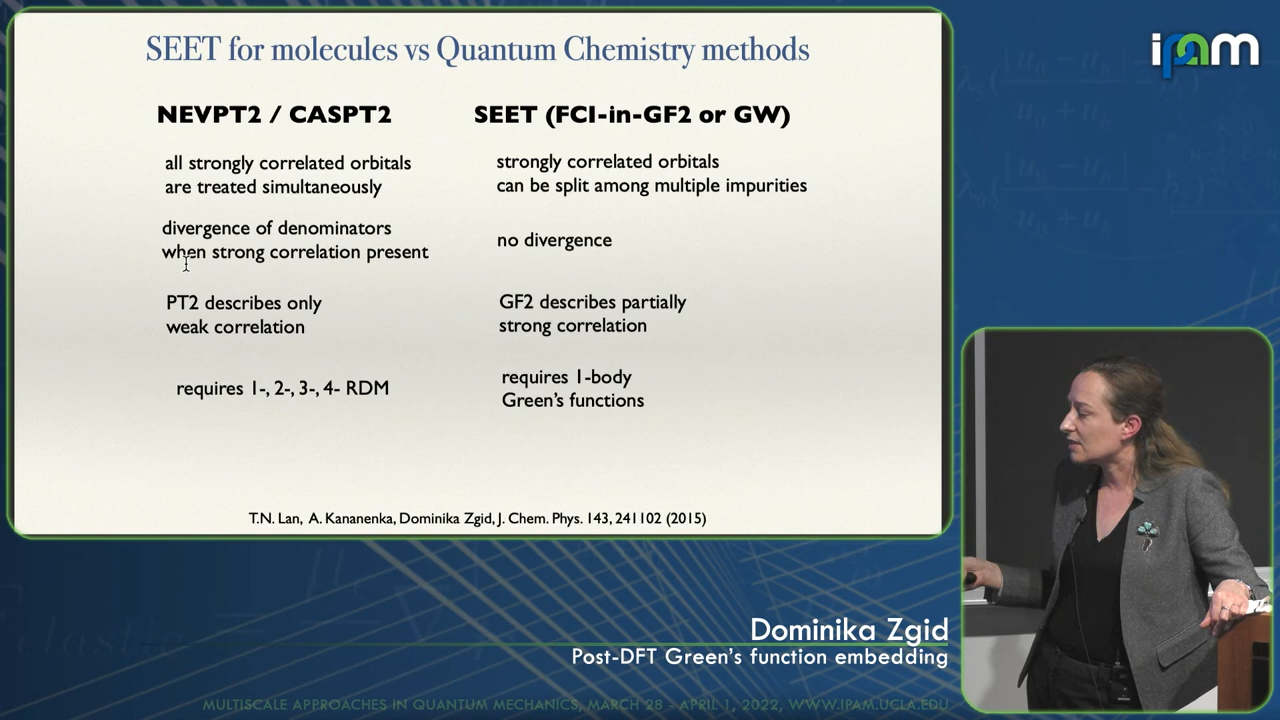 SEET for molecules vs Quantum Chemistry methods
NEVPT2 / CASPT2
all strongly correlated orbitals
are treated simultaneously
divergence of denominators
when strong correlation present
PT2 describes only
weak correlation
requires 1-, 2-, 3-, 4- RDM
SEET (FCI-in-GF2 or GW)
strongly correlated orbitals
can be split among multiple impurities
no divergence
GF2 describes partially
strong correlation
requires 1-body
Green's functions
T.N. Lan, A. Kananenka, Dominika Zgid, J. Chem. Phys. 143, 241102 (2015)
ipam
Dominika Zgid
Post-DFT Green's function embedding
MULTISCALE APPROACHES IN QUANTUM MECHANICS, MARCH 28 - APRIL 1, 2022, WWW.IPAM.UCLA.EDU